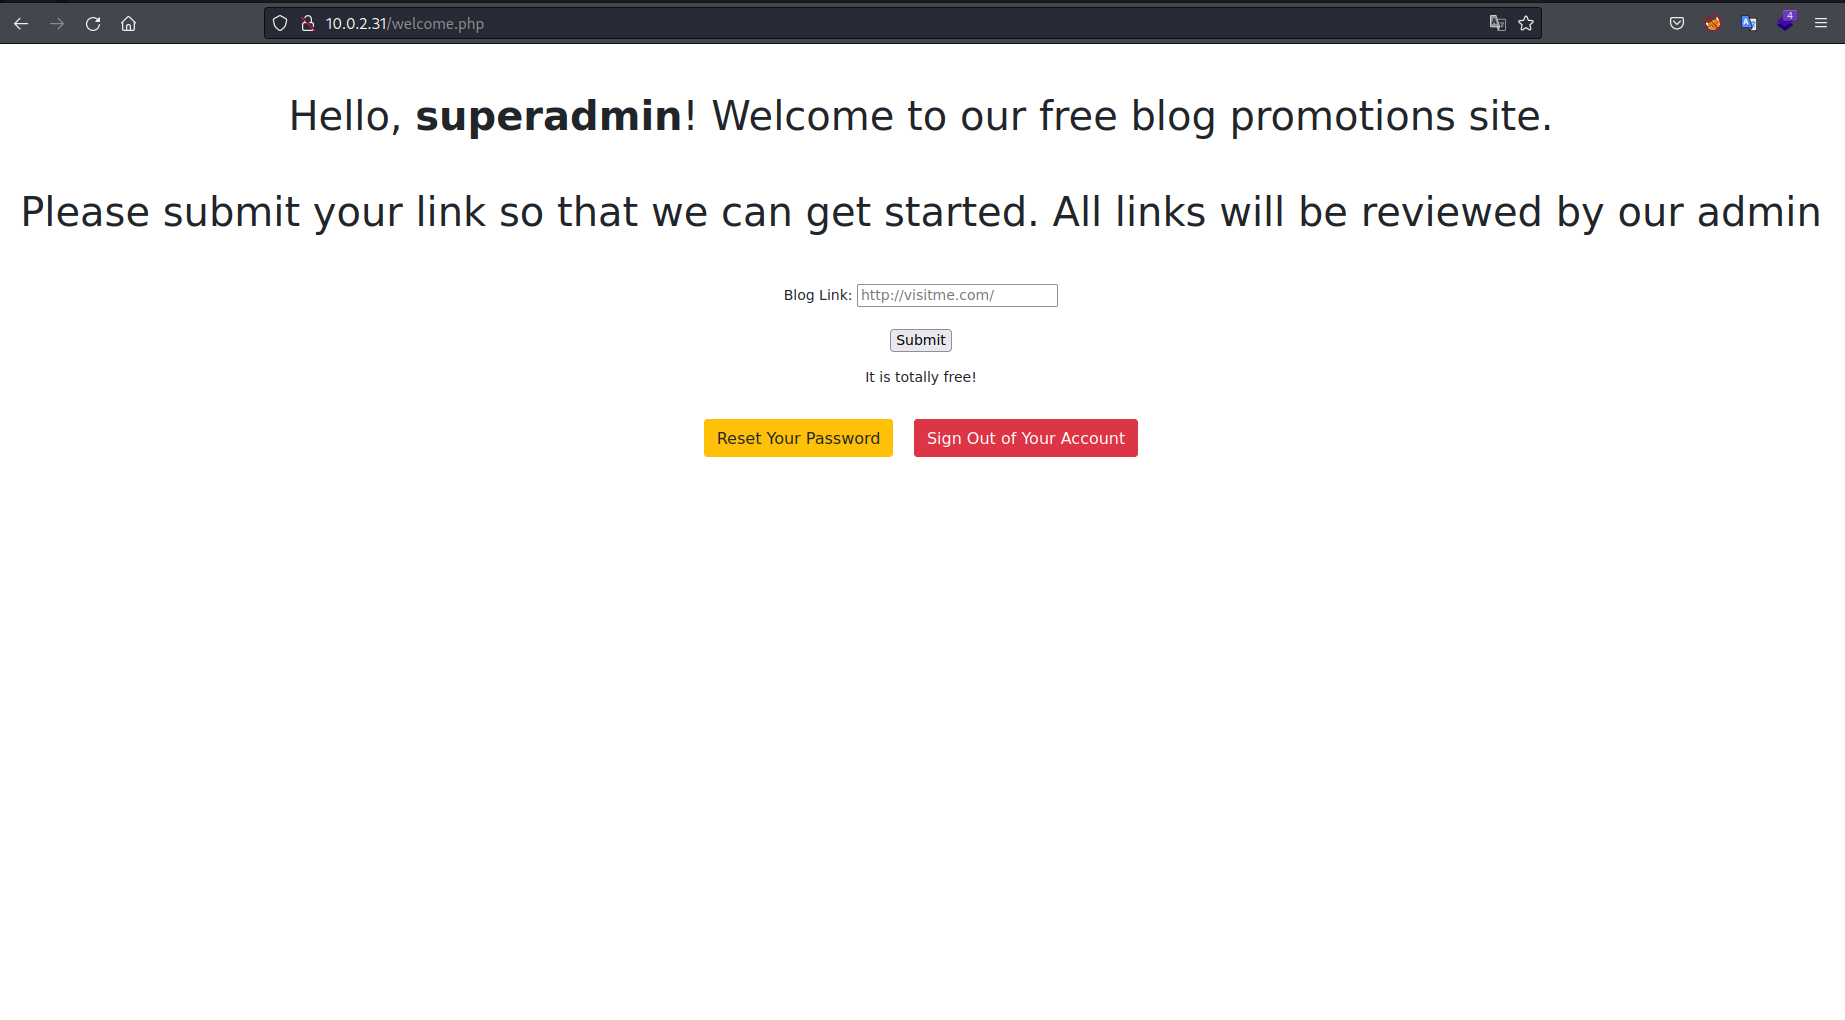 10.0.2.31/welcome.php
4
Hello, superadmin! Welcome to our free blog promotions site.
Please submit your link so that we can get started. All links will be reviewed by our admin
Blog Link: http://visitme.com/
Submit
It is totally free!
Reset Your Password Sign Out of Your Account